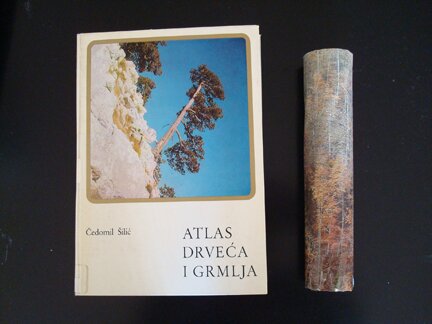 Čedomil Šilić
ATLAS
DRVEĆA
I GRMLJA